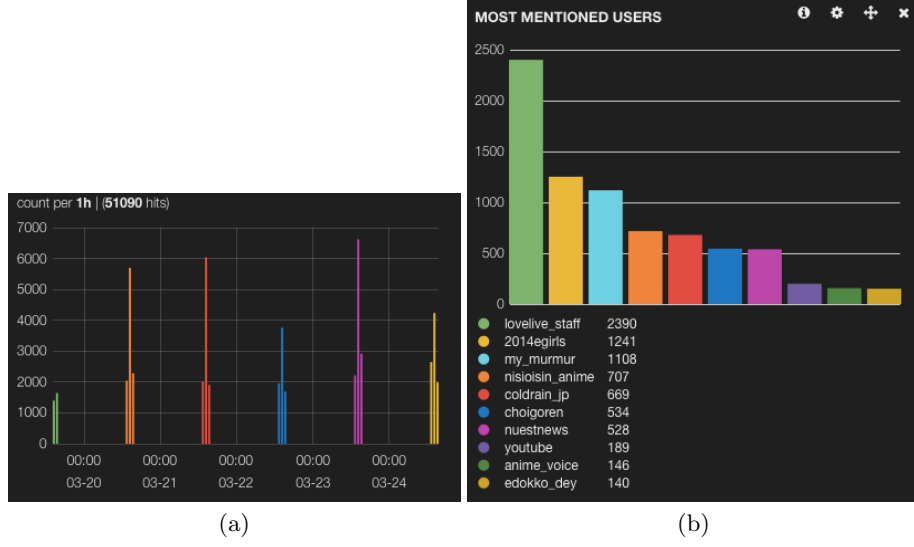 count per 1h | (51090 hits)
7000
6000
5000
4000
3000
2000
1000
0
00:00 00:00 00:00 00:00 00:00
03-20 03-21 03-22 03-23 03-24
(a)
MOST MENTIONED USERS
2500
2000
1500
1000
500
0
lovelive_staff 2390
2014egirls 1241
my_murmur 1108
nisioisin_anime 707
coldrain_jp 669
choigoren 534
nuestnews 528
youtube 189
anime_voice 146
edokko_dey 140
(b)